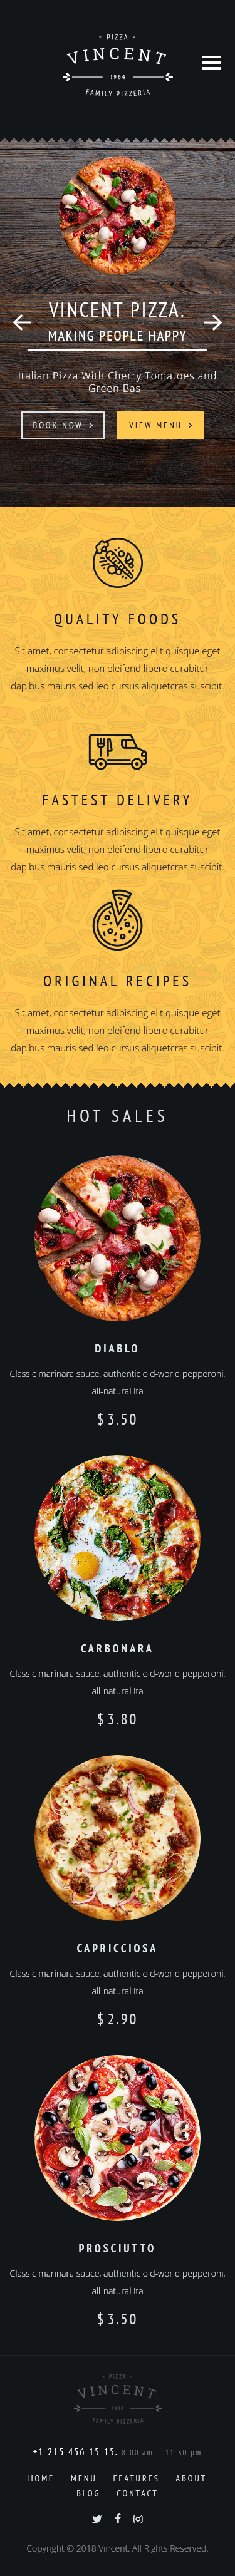 PIZZA
VINCENT
1964
FAMILY PIZZERIA
VINCENT PIZZA.
MAKING PEOPLE HAPPY
Italian Pizza With Cherry Tomatoes and
Green Basil
BOOK NOW
VIEW MENU
QUALITY FOODS
Sit amet, consectetur adipiscing elit quisque eget
maximus velit, non eleifend libero curabitur
dapibus mauris sed leo cursus aliquetcras suscipit.
FASTEST DELIVERY
Sit amet, consectetur adipiscing elit quisque eget
maximus velit, non eleifend libero curabitur
dapibus mauris sed leo cursus aliquetcras suscipit.
ORIGINAL RECIPES
Sit amet, consectetur adipiscing elit quisque eget
maximus velit, non eleifend libero curabitur
dapibus mauris sed leo cursus aliquetcras suscipit.
HOT SALES
DIABLO
Classic marinara sauce, authentic old-world pepperoni,
all-natural Ita
$3.50
CARBONARA
Classic marinara sauce, authentic old-world pepperoni,
all-natural Ita
$3.80
CAPRICCIOSA
Classic marinara sauce, authentic old-world pepperoni,
all-natural Ita
$2.90
PROSCIUTTO
Classic marinara sauce, authentic old-world pepperoni,
all-natural Ita
$3.50
PIZZA
VINCENT
1964
FAMILY PIZZERIA
+1 215 456 15 15. 8:00 am – 11:30 pm
HOME MENU FEATURES ABOUT
BLOG CONTACT
Copyright © 2018 Vincent. All Rights Reserved.